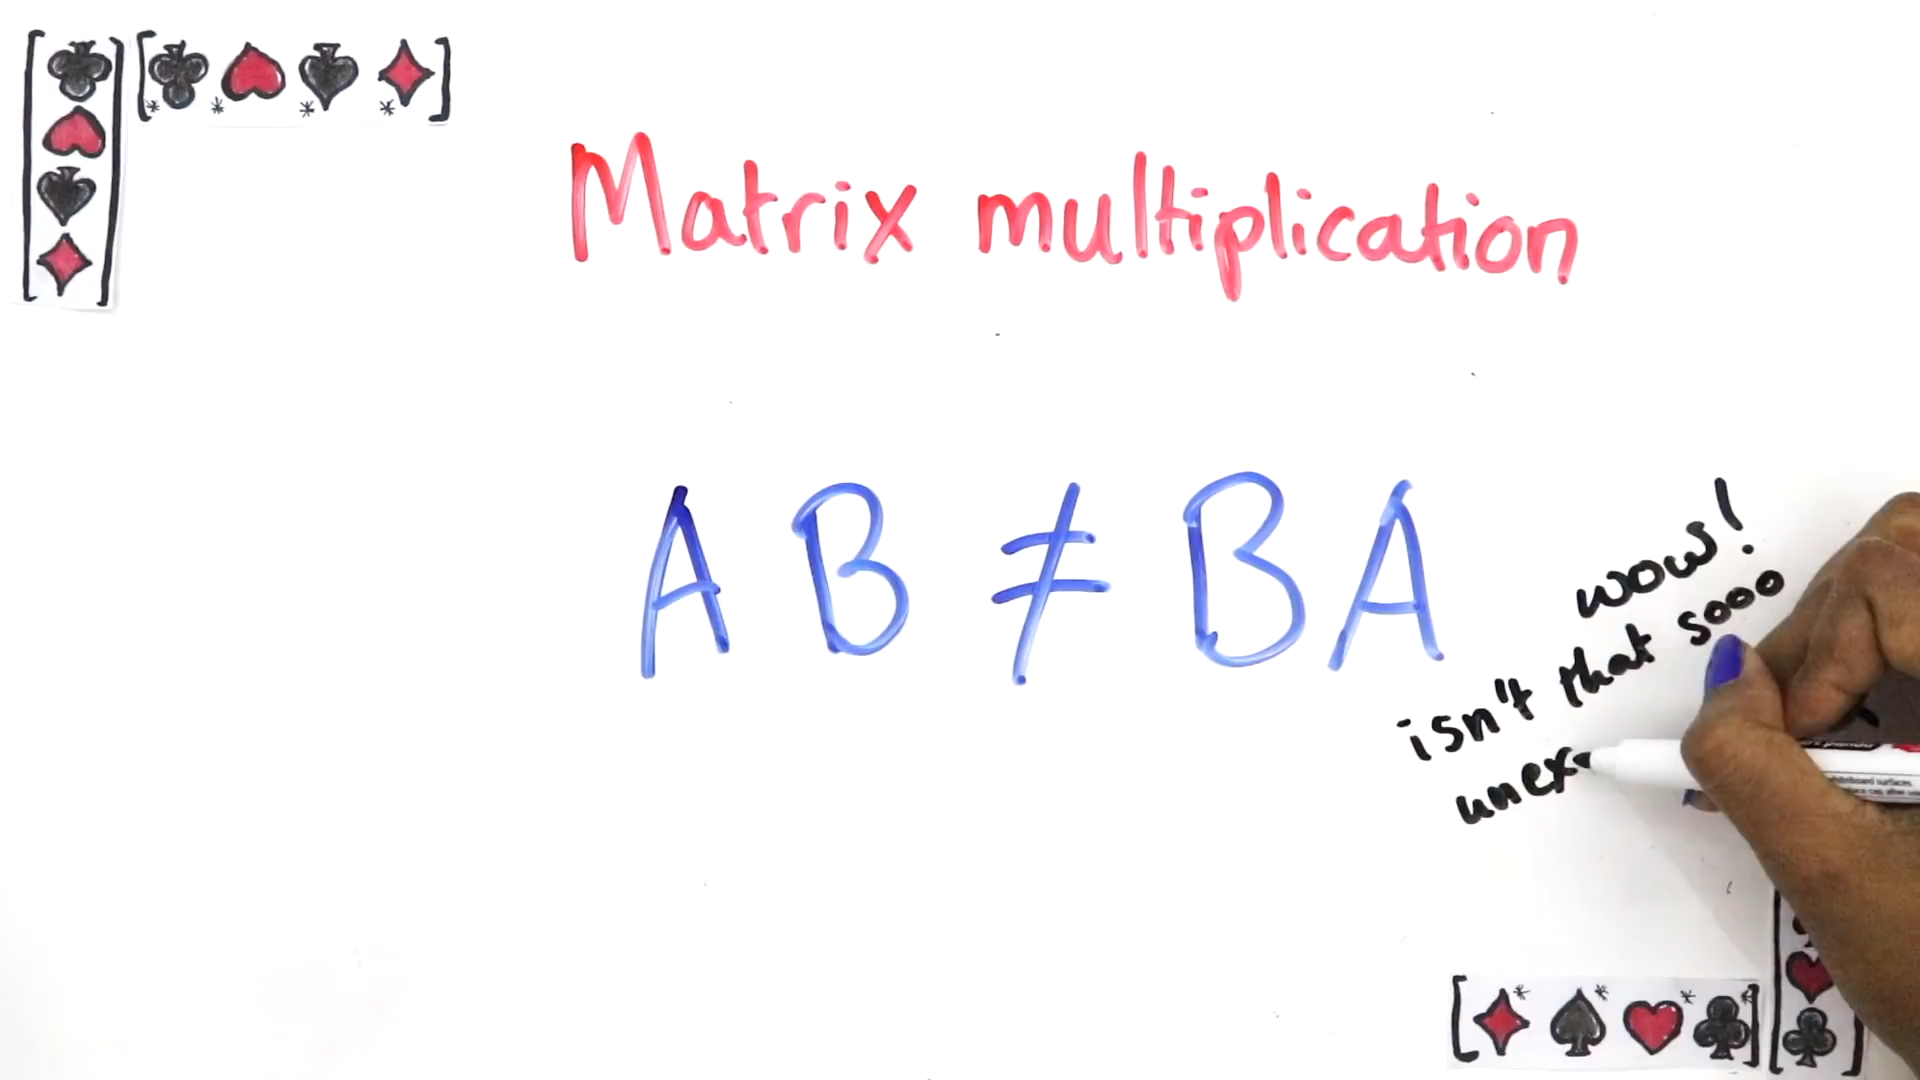 Matrix multiplication
AB ≠ BA
wow!
isn't that sooo
unex